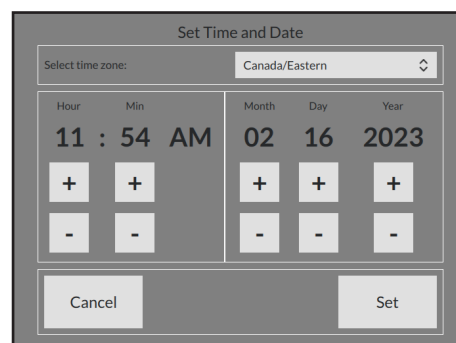 Set Time and Date
Select time zone:
Canada/Eastern
Hour Min Month Day Year
11 : 54 AM 02 16 2023
+ + + + +
- - - - -
Cancel Set